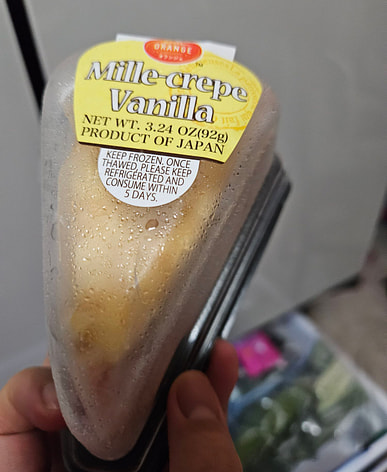 ORANGE
Mille-crepe
TM
Vanilla
NET WT. 3.24 OZ(92g)
PRODUCT OF JAPAN
KEEP FROZEN. ONCE
THAWED, PLEASE KEEP
REFRIGERATED AND
CONSUME WITHIN
5 DAYS.